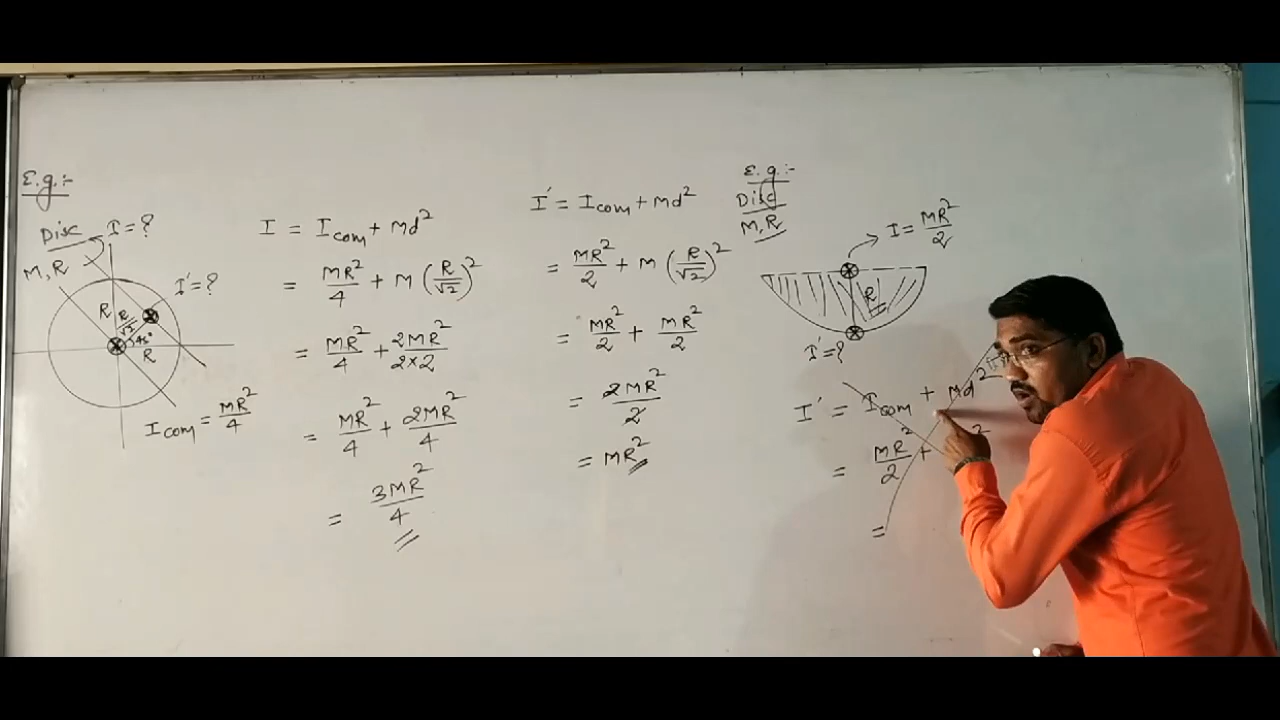 E.g.:-
Disc I = ?
M, R
I' = ?
R
R/√2
45°
R
I_com = MR²/4
I = I_com + Md²
= MR²/4 + M (R/√2)²
= MR²/4 + 2MR²/2×2
= MR²/4 + 2MR²/4
= 3MR²/4
I' = I_com + Md²
= MR²/2 + M (R/√2)²
= MR²/2 + MR²/2
= 2MR²/2
= MR²
E.g.:-
Disc
M, R
I = MR²/2
R
I' = ?
I' = I_com + Md²
= MR²/2 +
=